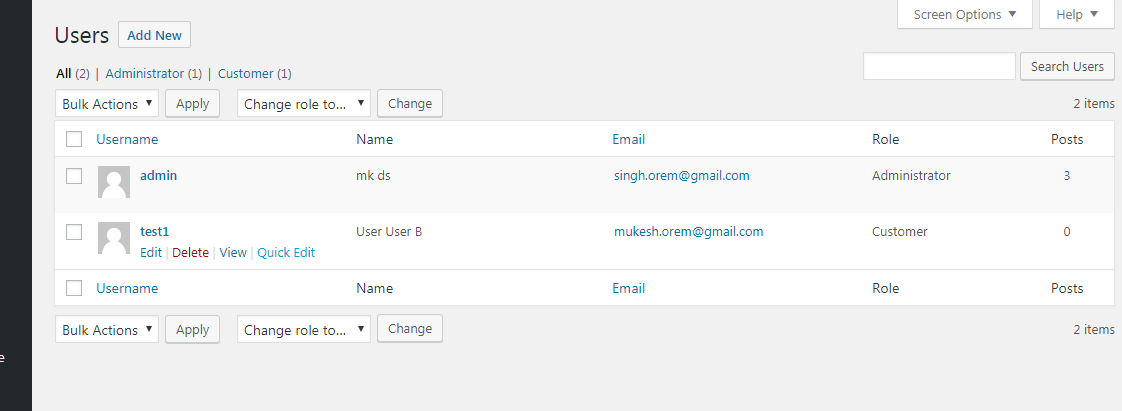 Screen Options ▼ Help ▼
Users Add New
All (2) | Administrator (1) | Customer (1)
Search Users
Bulk Actions ▼ Apply Change role to... ▼ Change 2 items
Username Name Email Role Posts
admin mk ds singh.orem@gmail.com Administrator 3
test1 User User B mukesh.orem@gmail.com Customer 0
Edit | Delete | View | Quick Edit
Username Name Email Role Posts
Bulk Actions ▼ Apply Change role to... ▼ Change 2 items
e